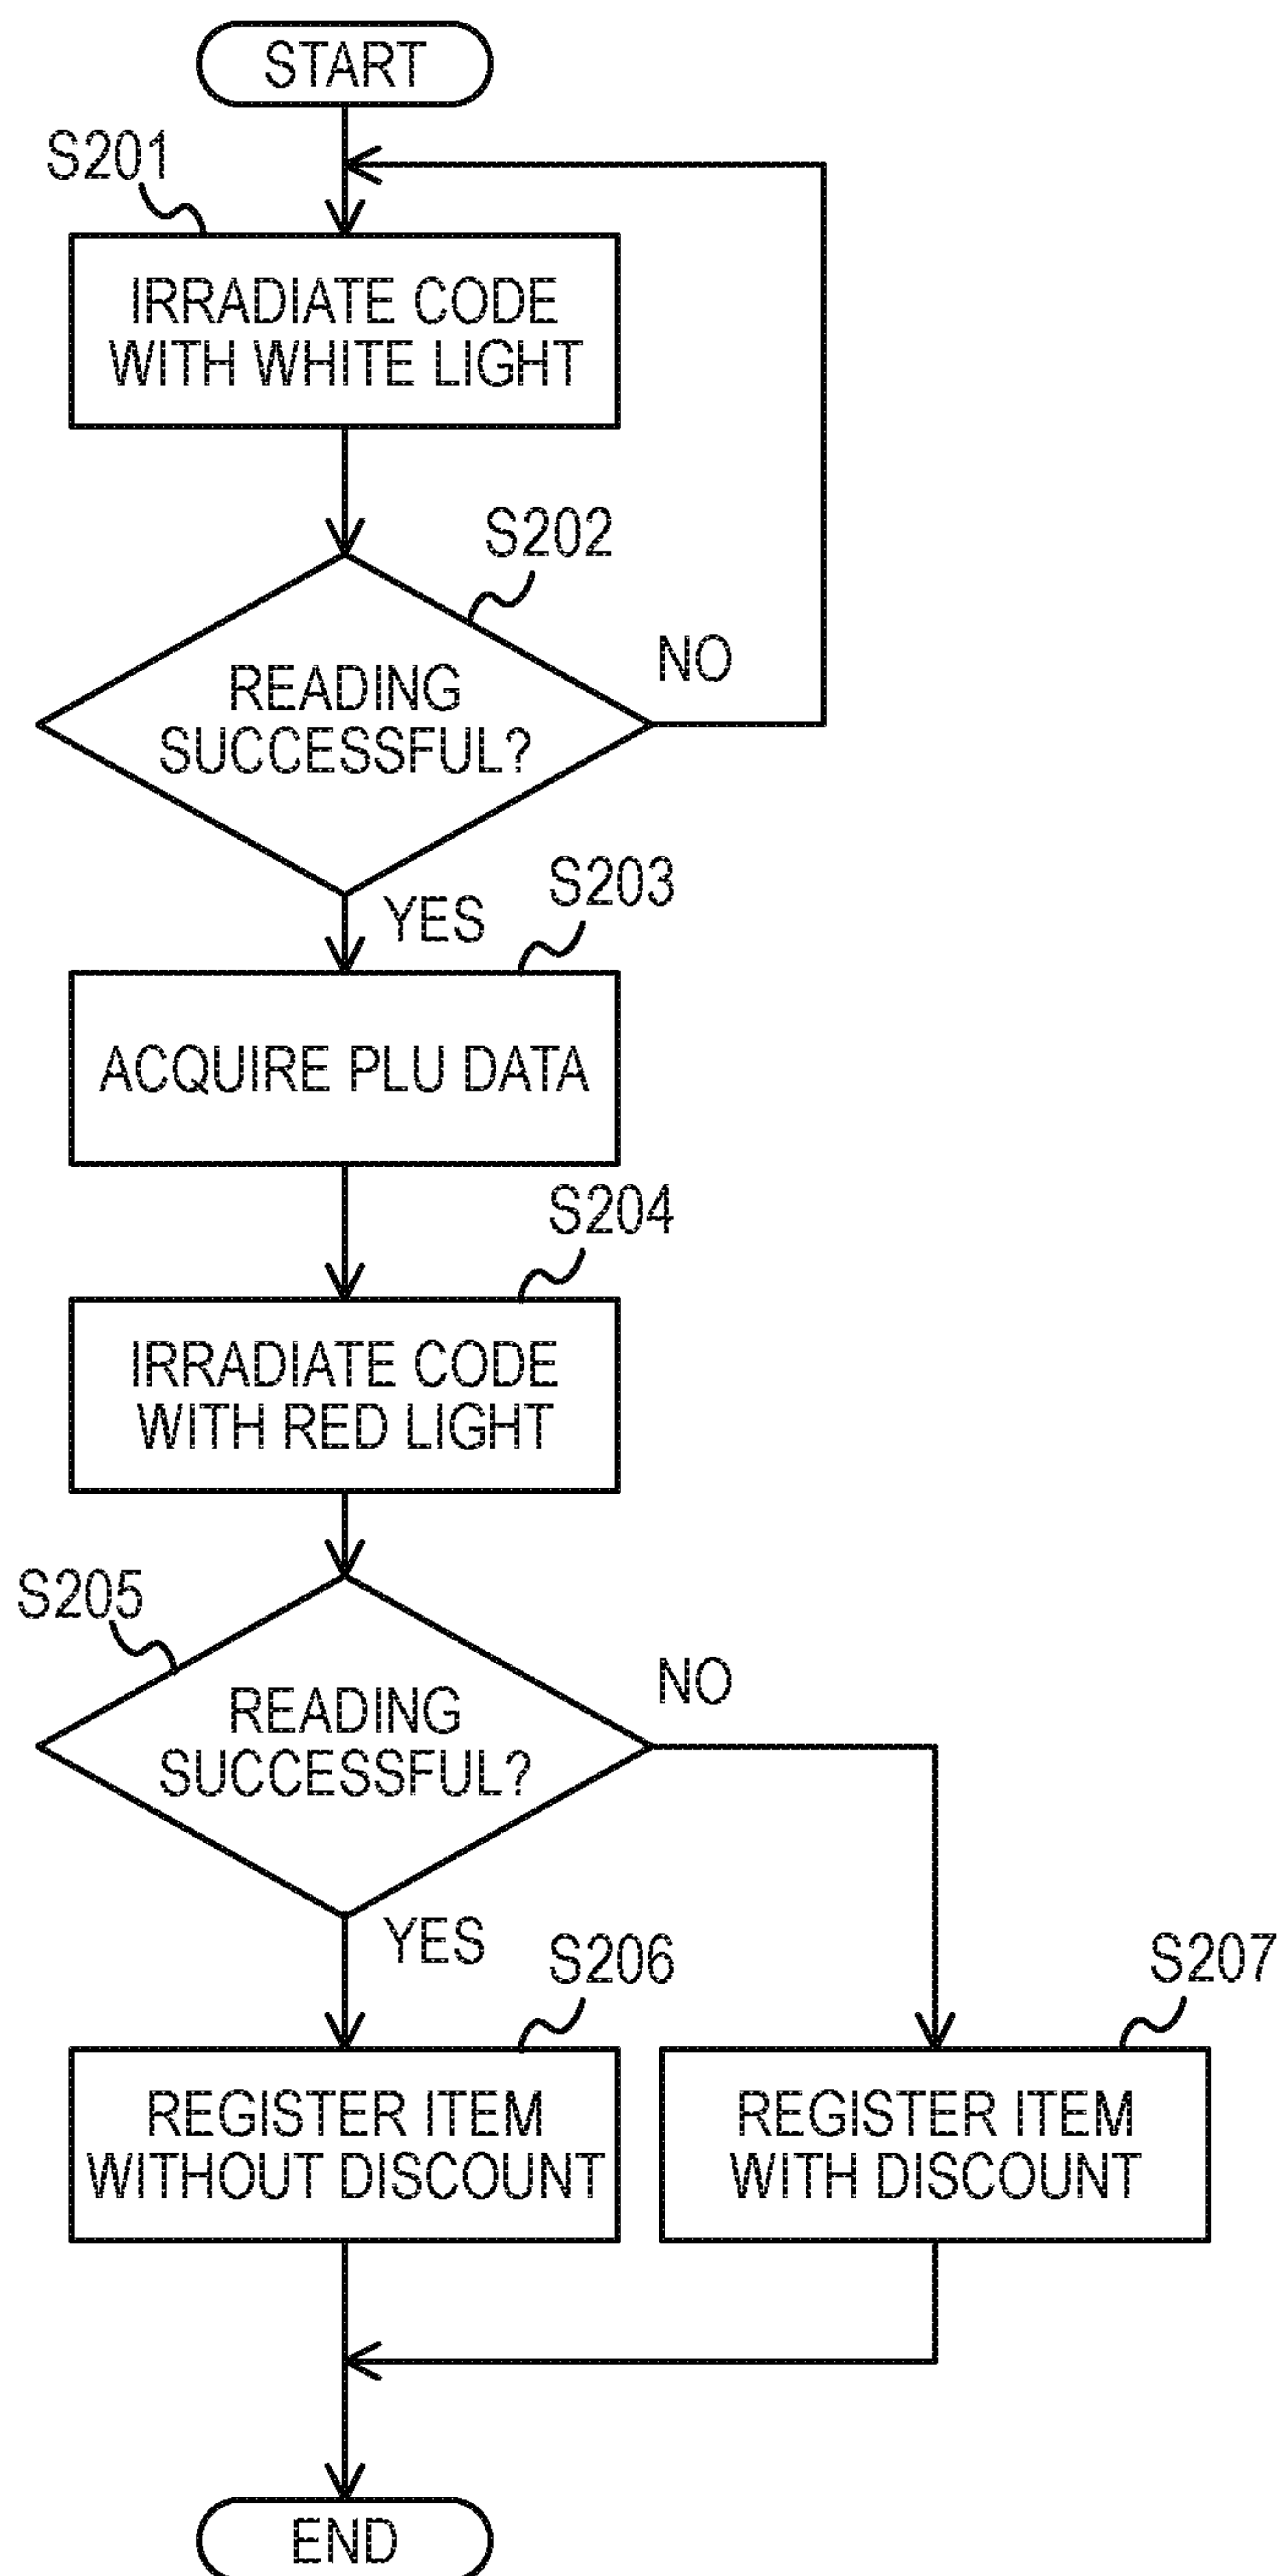 START
S201
IRRADIATE CODE
WITH WHITE LIGHT
S202
READING
SUCCESSFUL?
NO
YES
S203
ACQUIRE PLU DATA
S204
IRRADIATE CODE
WITH RED LIGHT
S205
READING
SUCCESSFUL?
NO
YES
S206
REGISTER ITEM
WITHOUT DISCOUNT
S207
REGISTER ITEM
WITH DISCOUNT
END